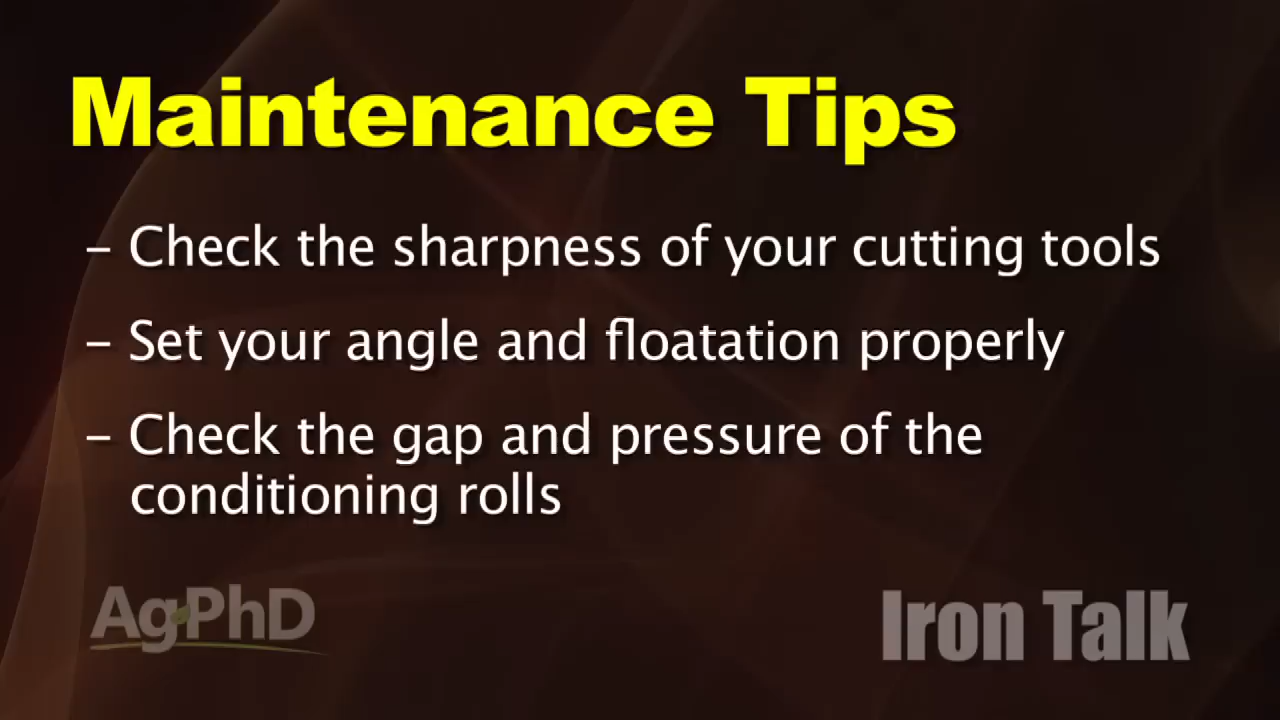 Maintenance Tips
– Check the sharpness of your cutting tools
– Set your angle and floatation properly
– Check the gap and pressure of the
conditioning rolls
AgPhD
Iron Talk